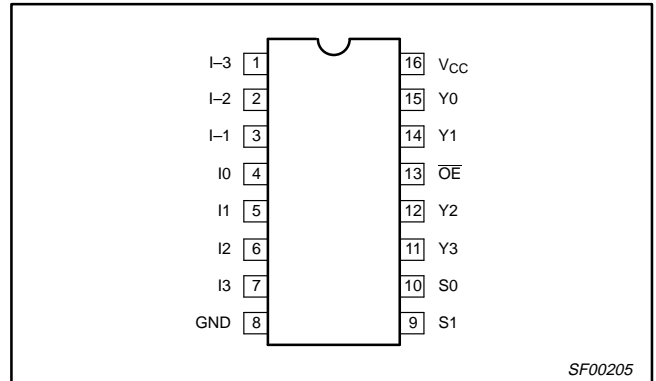 I–3 1 16 VCC
I–2 2 15 Y0
I–1 3 14 Y1
I0 4 13 OE
I1 5 12 Y2
I2 6 11 Y3
I3 7 10 S0
GND 8 9 S1
SF00205